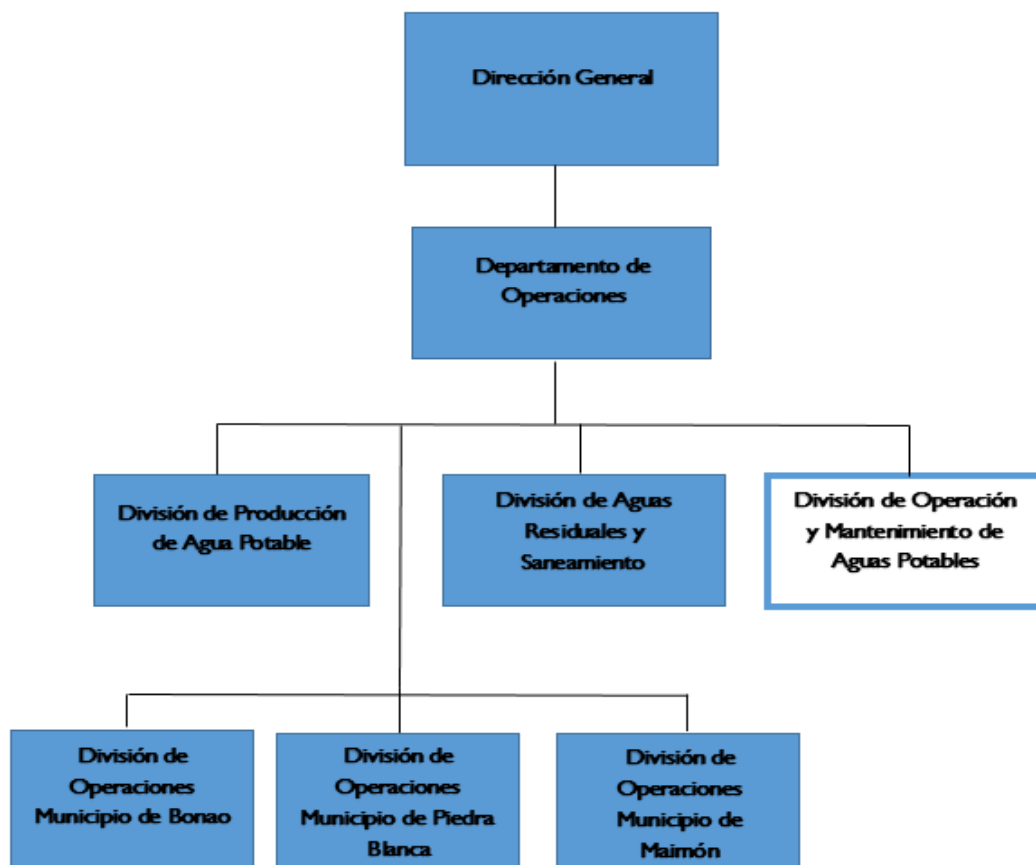 Dirección General
Departamento de
Operaciones
División de Producción
de Agua Potable
División de Aguas
Residuales y
Saneamiento
División de Operación
y Mantenimiento de
Aguas Potables
División de
Operaciones
Municipio de Bonao
División de
Operaciones
Municipio de Piedra
Blanca
División de
Operaciones
Municipio de
Maimón